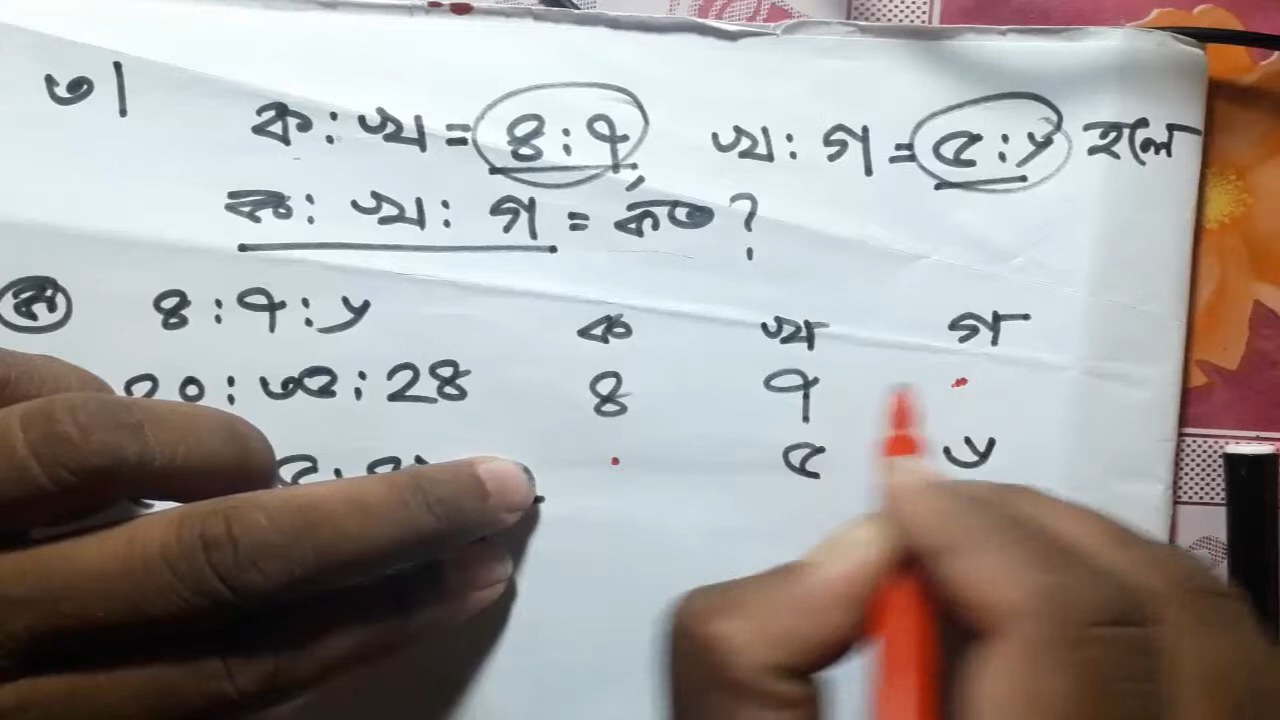 ৩।
ক : খ = ৪ : ৭, খ : গ = ৫ : ৬ হলে
ক : খ : গ = কত ?
ক ৪ : ৭ : ৬ ক খ গ
২০ : ৩৫ : ২৪ ৪ ৭
৫ ৬